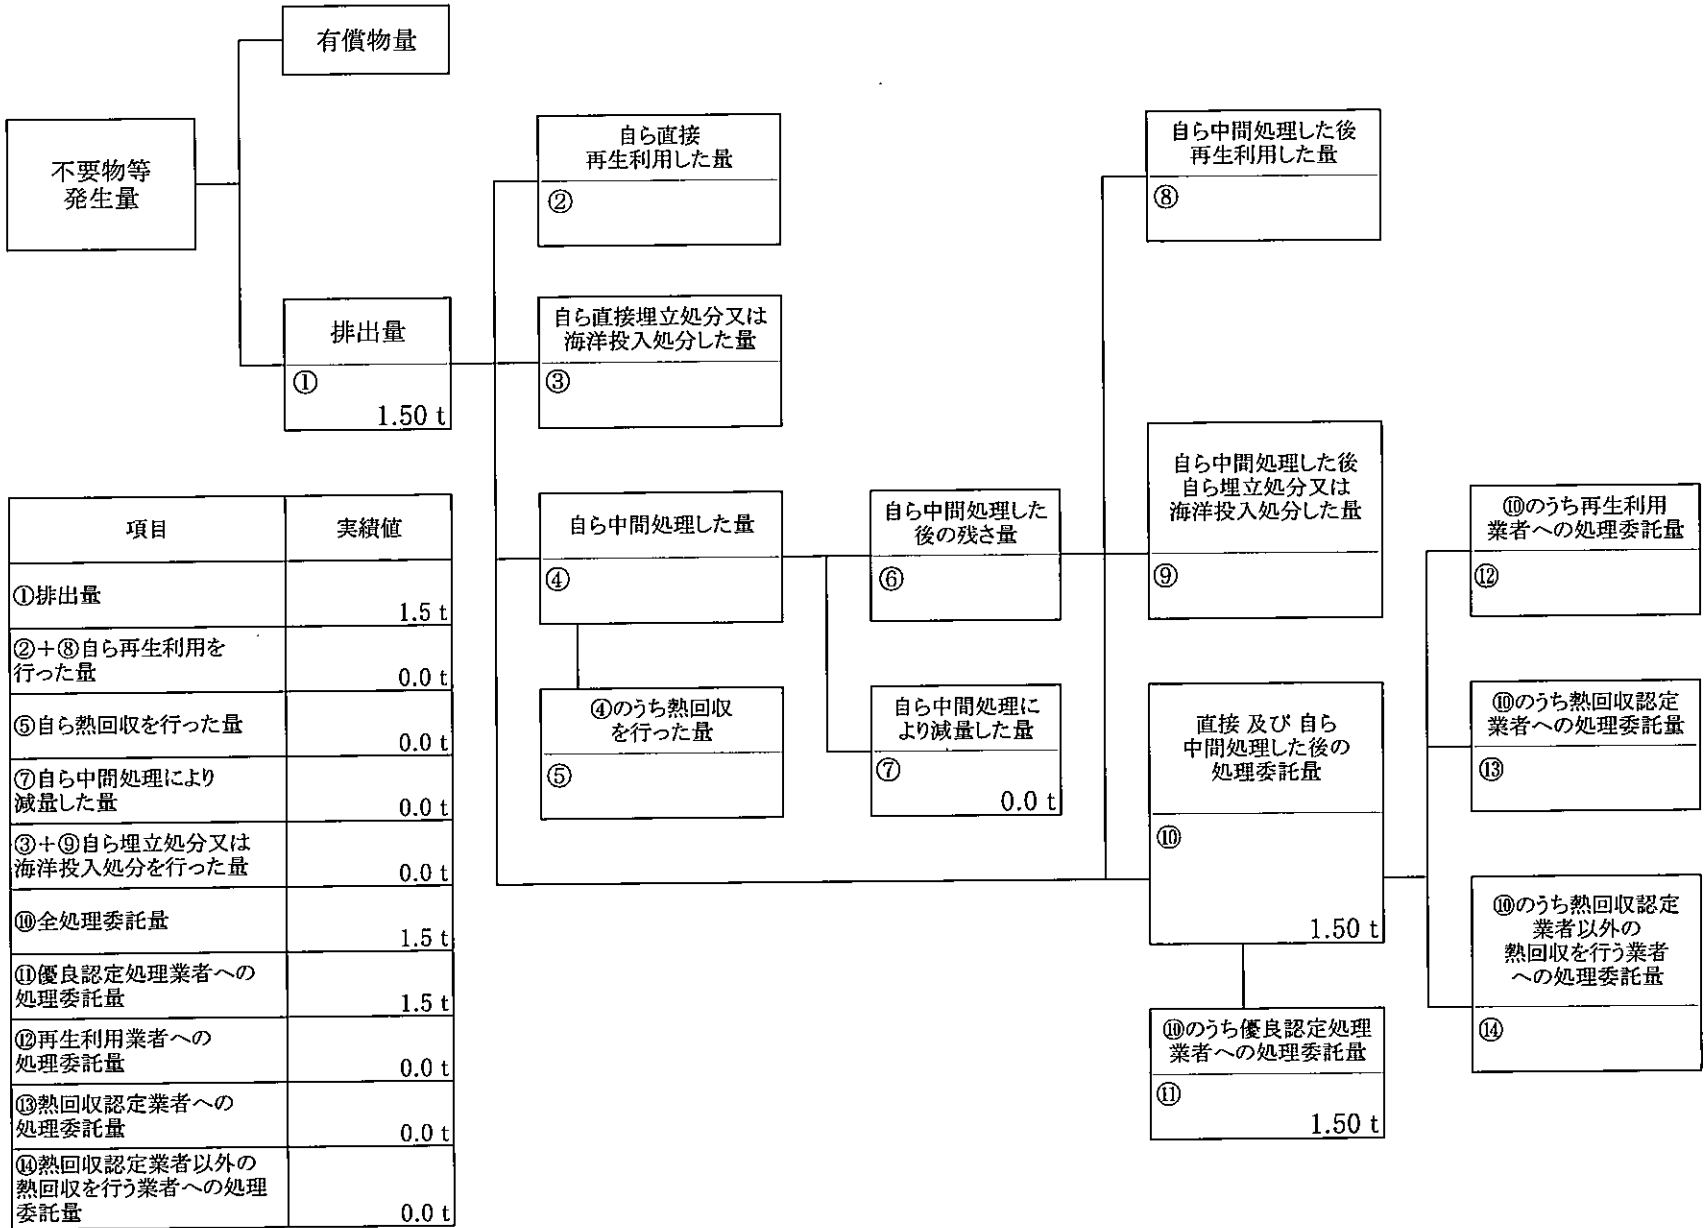 有償物量
不要物等
発生量
排出量
①
1.50 t
自ら直接
再生利用した量
②
自ら直接埋立処分又は
海洋投入処分した量
③
自ら中間処理した量
④
④のうち熱回収
を行った量
⑤
自ら中間処理した
後の残さ量
⑥
自ら中間処理に
より減量した量
⑦
0.0 t
自ら中間処理した後
再生利用した量
⑧
自ら中間処理した後
自ら埋立処分又は
海洋投入処分した量
⑨
直接 及び 自ら
中間処理した後の
処理委託量
⑩
1.50 t
⑩のうち優良認定処理
業者への処理委託量
⑪
1.50 t
⑩のうち再生利用
業者への処理委託量
⑫
⑩のうち熱回収認定
業者への処理委託量
⑬
⑩のうち熱回収認定
業者以外の
熱回収を行う業者
への処理委託量
⑭
項目 実績値
①排出量
1.5 t
②+⑧自ら再生利用を
行った量
0.0 t
⑤自ら熱回収を行った量
0.0 t
⑦自ら中間処理により
減量した量
0.0 t
③+⑨自ら埋立処分又は
海洋投入処分を行った量
0.0 t
⑩全処理委託量
1.5 t
⑪優良認定処理業者への
処理委託量
1.5 t
⑫再生利用業者への
処理委託量
0.0 t
⑬熱回収認定業者への
処理委託量
0.0 t
⑭熱回収認定業者以外の
熱回収を行う業者への処理
委託量
0.0 t